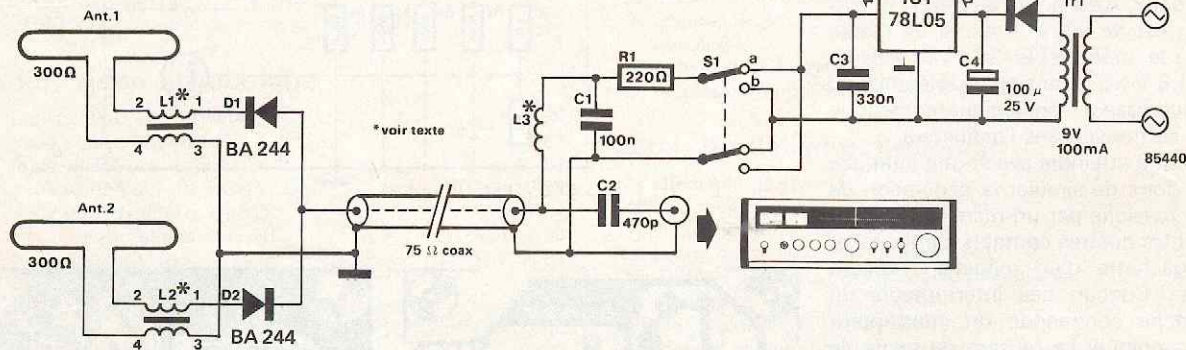 Ant.1
300Ω
2 L1* 1 D1
4 3
BA 244
Ant.2
300Ω
2 L2* 1 D2
4 3
BA 244
*voir texte
75 Ω coax
L3*
C1
100n
R1
220Ω
S1
a
b
C2
470p
C3
330n
78L05
C4
100 µ
25 V
Tr1
9V
100mA
85440